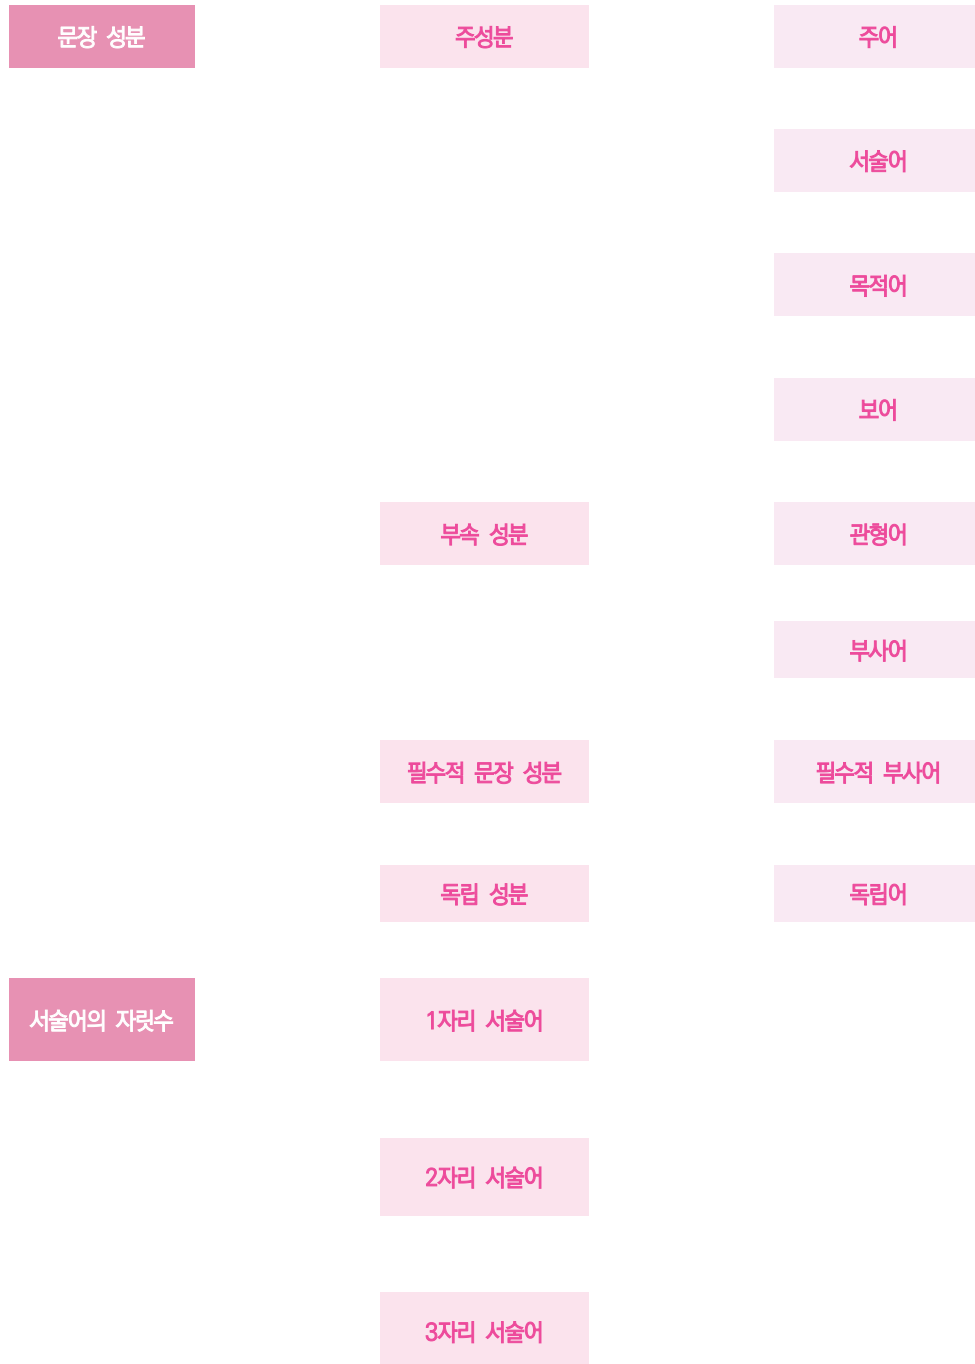 문장 성분
주성분
주어
서술어
목적어
보어
부속 성분
관형어
부사어
필수적 문장 성분
필수적 부사어
독립 성분
독립어
서술어의 자릿수
1자리 서술어
2자리 서술어
3자리 서술어